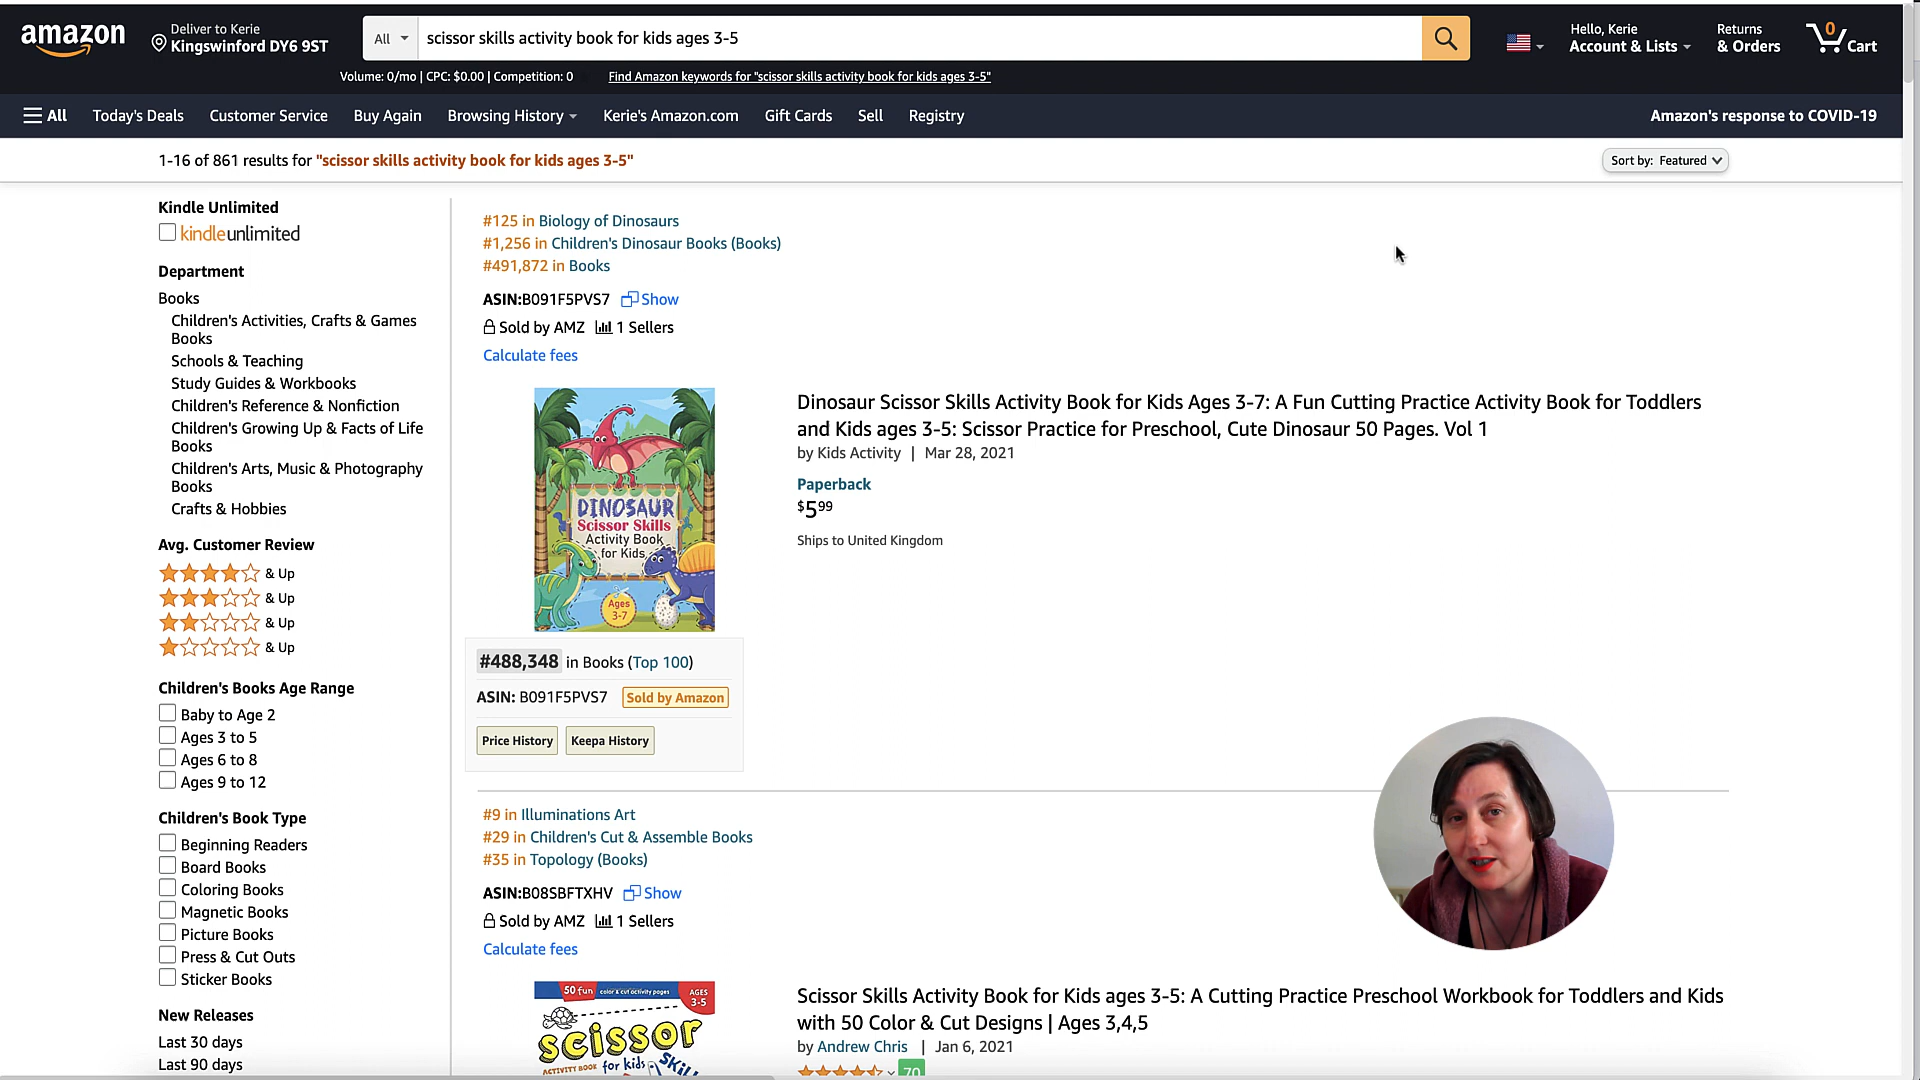 amazon
Deliver to Kerie
Kingswinford DY6 9ST
All
scissor skills activity book for kids ages 3-5
Hello, Kerie
Account & Lists
Returns
& Orders
0
Cart
Volume: 0/mo | CPC: $0.00 | Competition: 0
Find Amazon keywords for "scissor skills activity book for kids ages 3-5"
All
Today's Deals
Customer Service
Buy Again
Browsing History
Kerie's Amazon.com
Gift Cards
Sell
Registry
Amazon's response to COVID-19
1-16 of 861 results for "scissor skills activity book for kids ages 3-5"
Sort by: Featured
Kindle Unlimited
kindleunlimited
Department
Books
Children's Activities, Crafts & Games
Books
Schools & Teaching
Study Guides & Workbooks
Children's Reference & Nonfiction
Children's Growing Up & Facts of Life
Books
Children's Arts, Music & Photography
Books
Crafts & Hobbies
Avg. Customer Review
& Up
& Up
& Up
& Up
Children's Books Age Range
Baby to Age 2
Ages 3 to 5
Ages 6 to 8
Ages 9 to 12
Children's Book Type
Beginning Readers
Board Books
Coloring Books
Magnetic Books
Picture Books
Press & Cut Outs
Sticker Books
New Releases
Last 30 days
Last 90 days
#125 in Biology of Dinosaurs
#1,256 in Children's Dinosaur Books (Books)
#491,872 in Books
ASIN:B091F5PVS7 Show
Sold by AMZ 1 Sellers
Calculate fees
DINOSAUR
Scissor Skills
Activity Book
for Kids
Ages
3-7
Dinosaur Scissor Skills Activity Book for Kids Ages 3-7: A Fun Cutting Practice Activity Book for Toddlers
and Kids ages 3-5: Scissor Practice for Preschool, Cute Dinosaur 50 Pages. Vol 1
by Kids Activity | Mar 28, 2021
Paperback
$5 99
Ships to United Kingdom
#488,348 in Books (Top 100)
ASIN: B091F5PVS7 Sold by Amazon
Price History
Keepa History
#9 in Illuminations Art
#29 in Children's Cut & Assemble Books
#35 in Topology (Books)
ASIN:B08SBFTXHV Show
Sold by AMZ 1 Sellers
Calculate fees
50 fun color & cut activity pages
AGES
3-5
scissor
SKILL
ACTIVITY BOOK for kids
Scissor Skills Activity Book for Kids ages 3-5: A Cutting Practice Preschool Workbook for Toddlers and Kids
with 50 Color & Cut Designs | Ages 3,4,5
by Andrew Chris | Jan 6, 2021
70